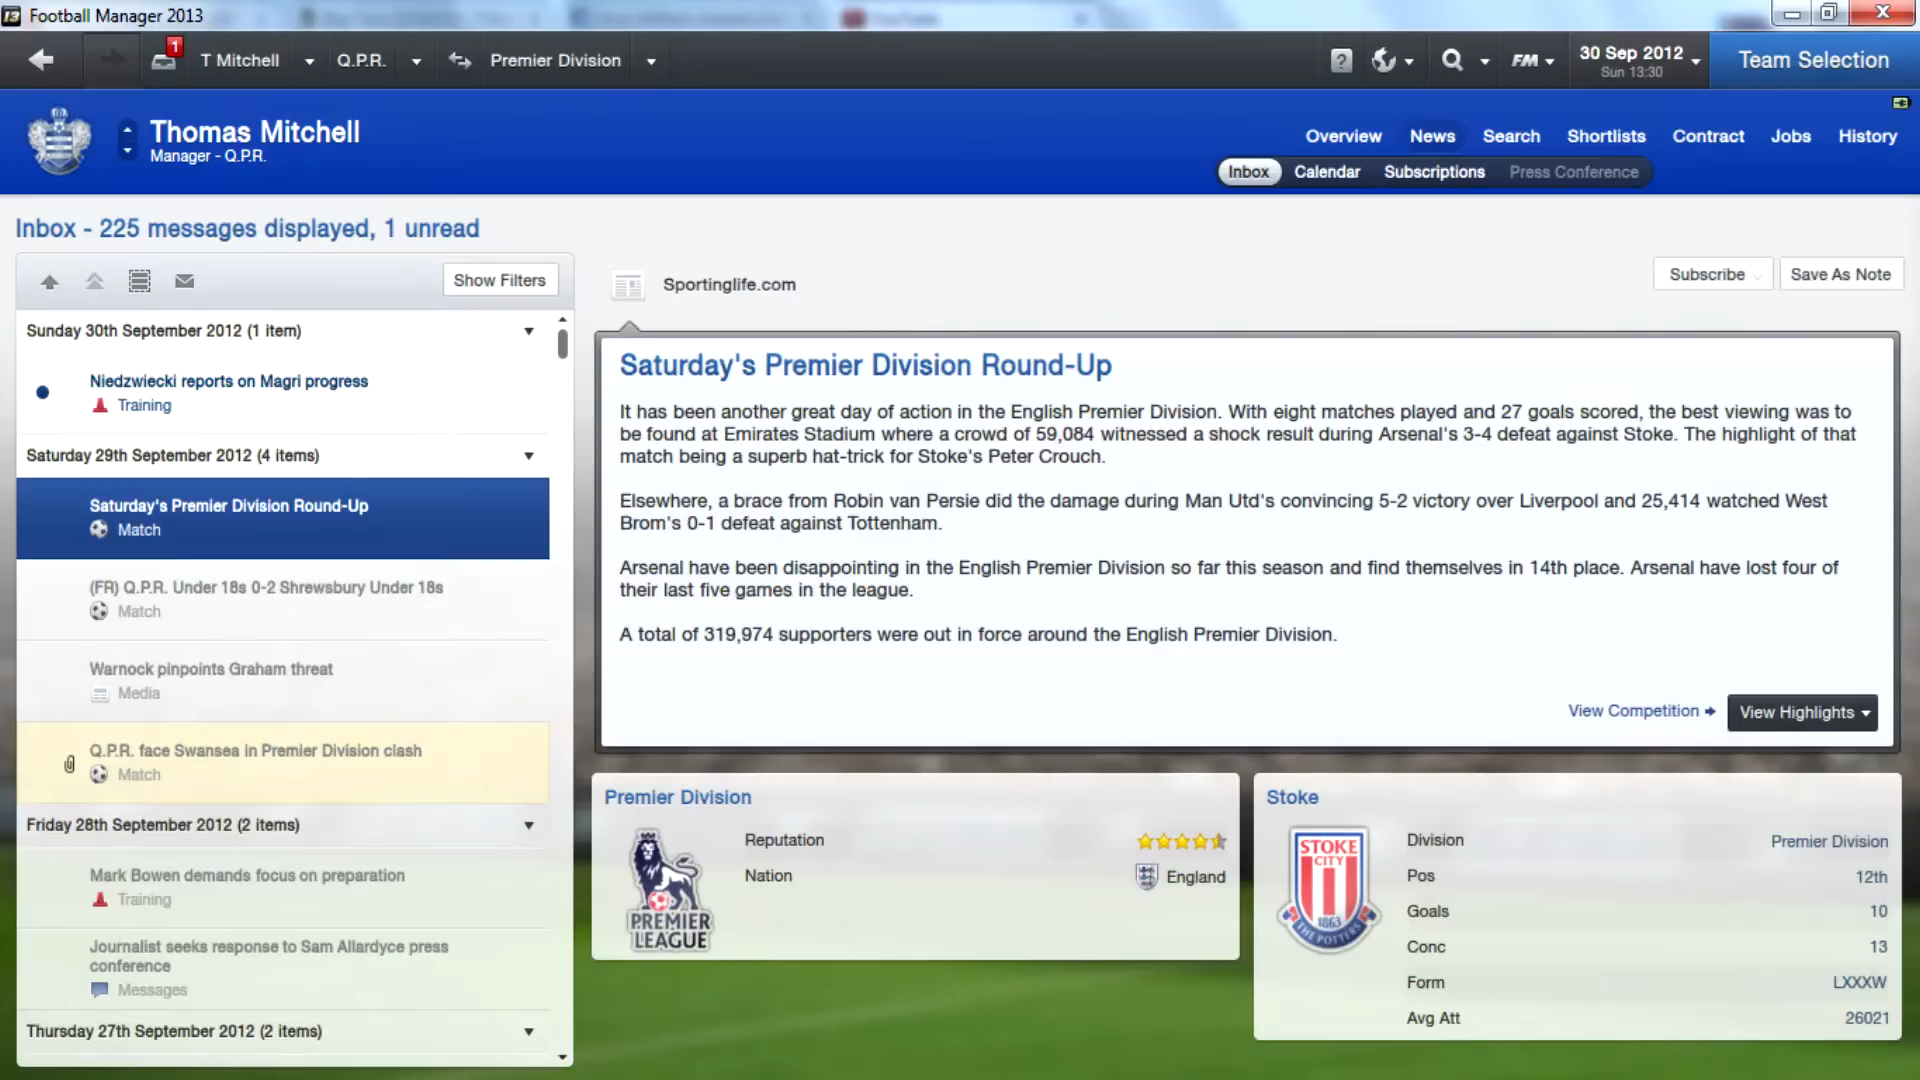 Football Manager 2013
1
T Mitchell
Q.P.R.
Premier Division
?
FM
30 Sep 2012
Sun 13:30
Team Selection
Thomas Mitchell
Manager - Q.P.R.
Overview
News
Search
Shortlists
Contract
Jobs
History
Inbox
Calendar
Subscriptions
Press Conference
Inbox - 225 messages displayed, 1 unread
Show Filters
Sunday 30th September 2012 (1 item)
Niedzwiecki reports on Magri progress
Training
Saturday 29th September 2012 (4 items)
Saturday's Premier Division Round-Up
Match
(FR) Q.P.R. Under 18s 0-2 Shrewsbury Under 18s
Match
Warnock pinpoints Graham threat
Media
Q.P.R. face Swansea in Premier Division clash
Match
Friday 28th September 2012 (2 items)
Mark Bowen demands focus on preparation
Training
Journalist seeks response to Sam Allardyce press
conference
Messages
Thursday 27th September 2012 (2 items)
Sportinglife.com
Subscribe
Save As Note
Saturday's Premier Division Round-Up
It has been another great day of action in the English Premier Division. With eight matches played and 27 goals scored, the best viewing was to
be found at Emirates Stadium where a crowd of 59,084 witnessed a shock result during Arsenal's 3-4 defeat against Stoke. The highlight of that
match being a superb hat-trick for Stoke's Peter Crouch.
Elsewhere, a brace from Robin van Persie did the damage during Man Utd's convincing 5-2 victory over Liverpool and 25,414 watched West
Brom's 0-1 defeat against Tottenham.
Arsenal have been disappointing in the English Premier Division so far this season and find themselves in 14th place. Arsenal have lost four of
their last five games in the league.
A total of 319,974 supporters were out in force around the English Premier Division.
View Competition
View Highlights
Premier Division
PREMIER
LEAGUE
Reputation
Nation
England
Stoke
STOKE
CITY
1863
THE POTTERS
Division
Premier Division
Pos
12th
Goals
10
Conc
13
Form
LXXXW
Avg Att
26021